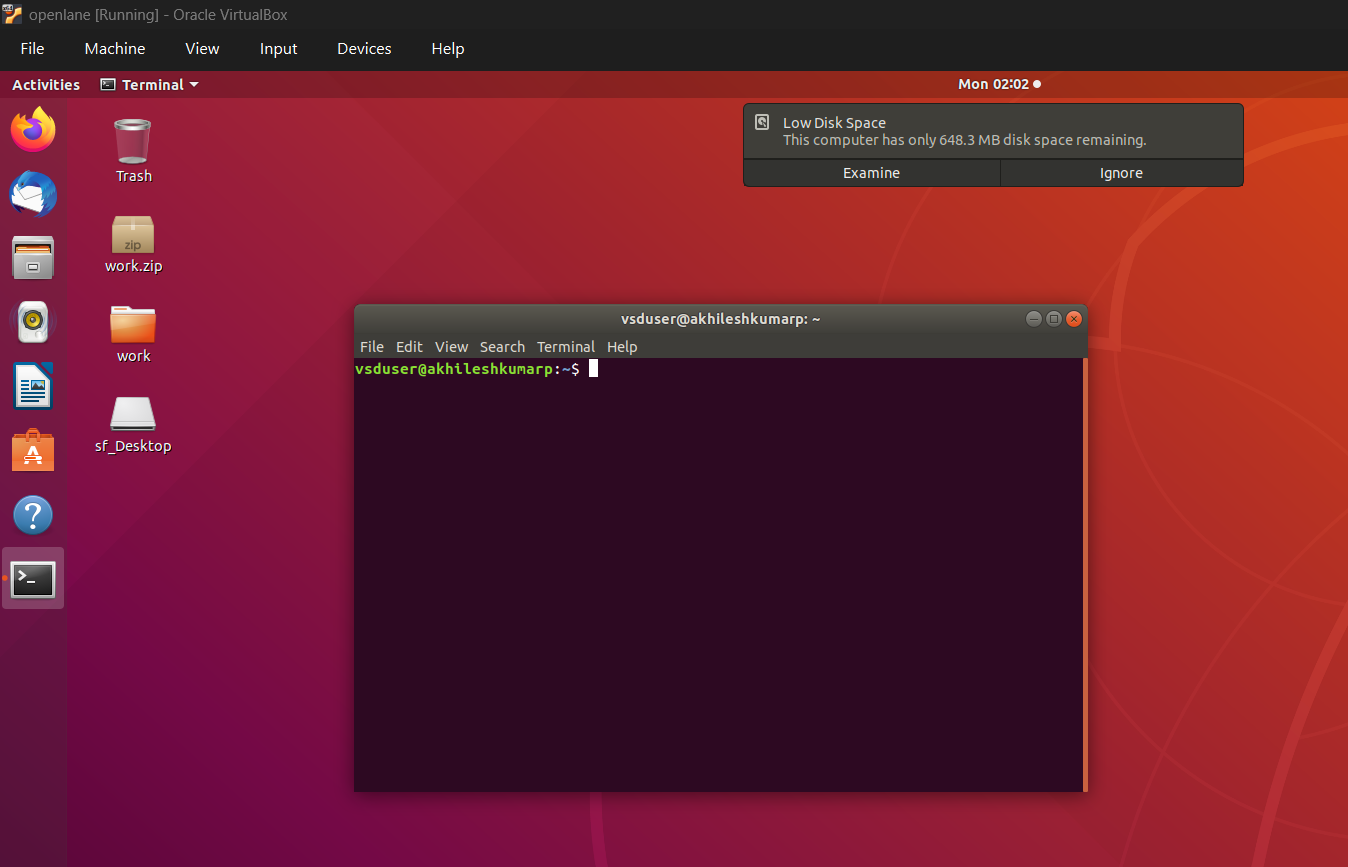 openlane [Running] - Oracle VirtualBox
File Machine View Input Devices Help
Activities Terminal Mon 02:02
Low Disk Space
This computer has only 648.3 MB disk space remaining.
Examine Ignore
Trash
zip
work.zip
work
sf_Desktop
vsduser@akhileshkumarp: ~
File Edit View Search Terminal Help
vsduser@akhileshkumarp:~$